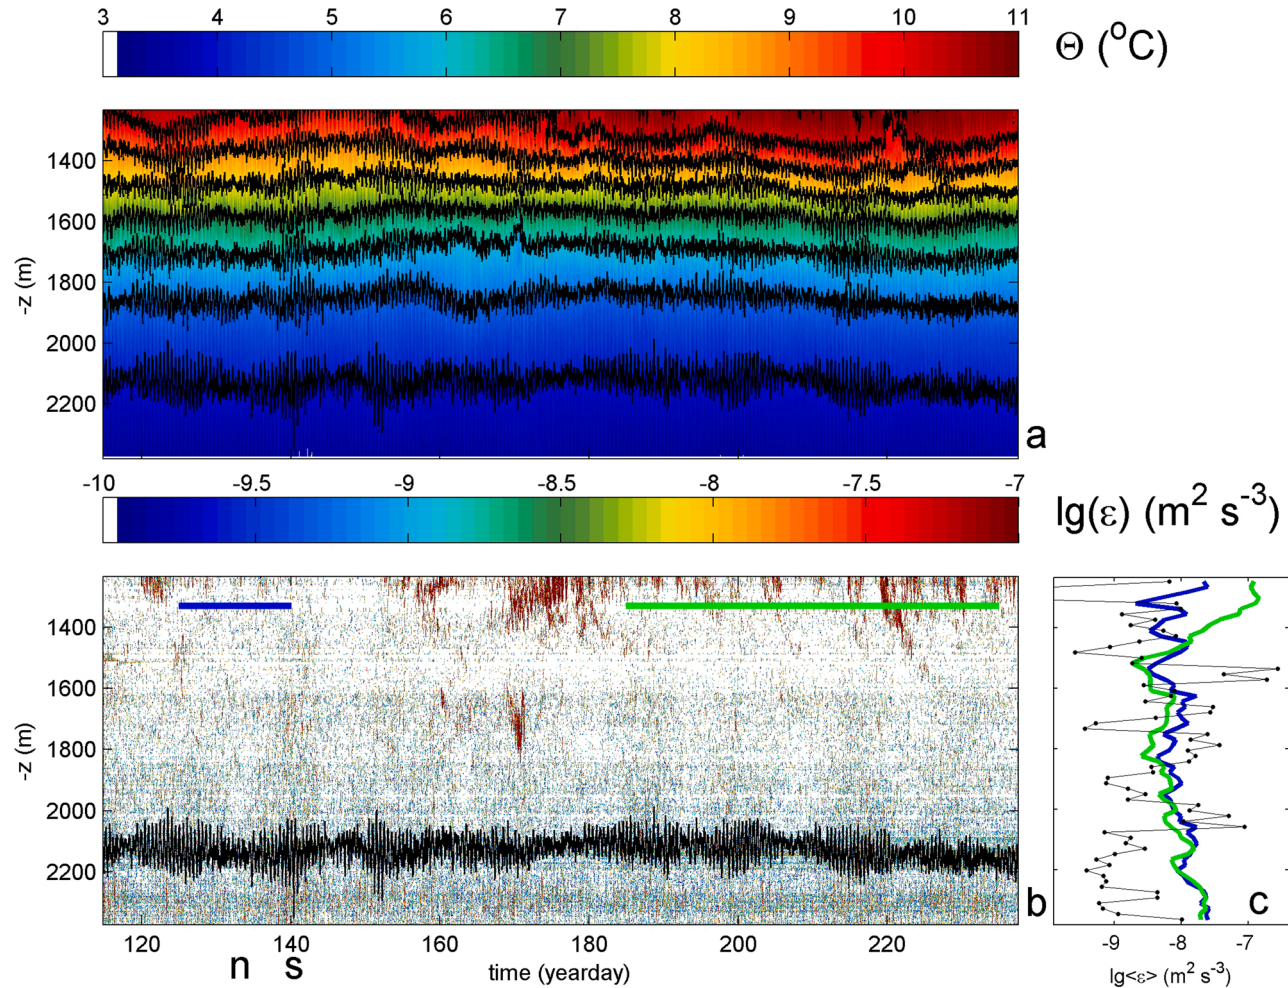 3 4 5 6 7 8 9 10 11
Θ (°C)
1400
1600
1800
2000
2200
-z (m)
a
-10 -9.5 -9 -8.5 -8 -7.5 -7
lg(ε) (m² s⁻³)
1400
1600
1800
2000
2200
-z (m)
b
c
120 140 160 180 200 220
-9 -8 -7
n s
time (yearday)
lg<ε> (m² s⁻³)